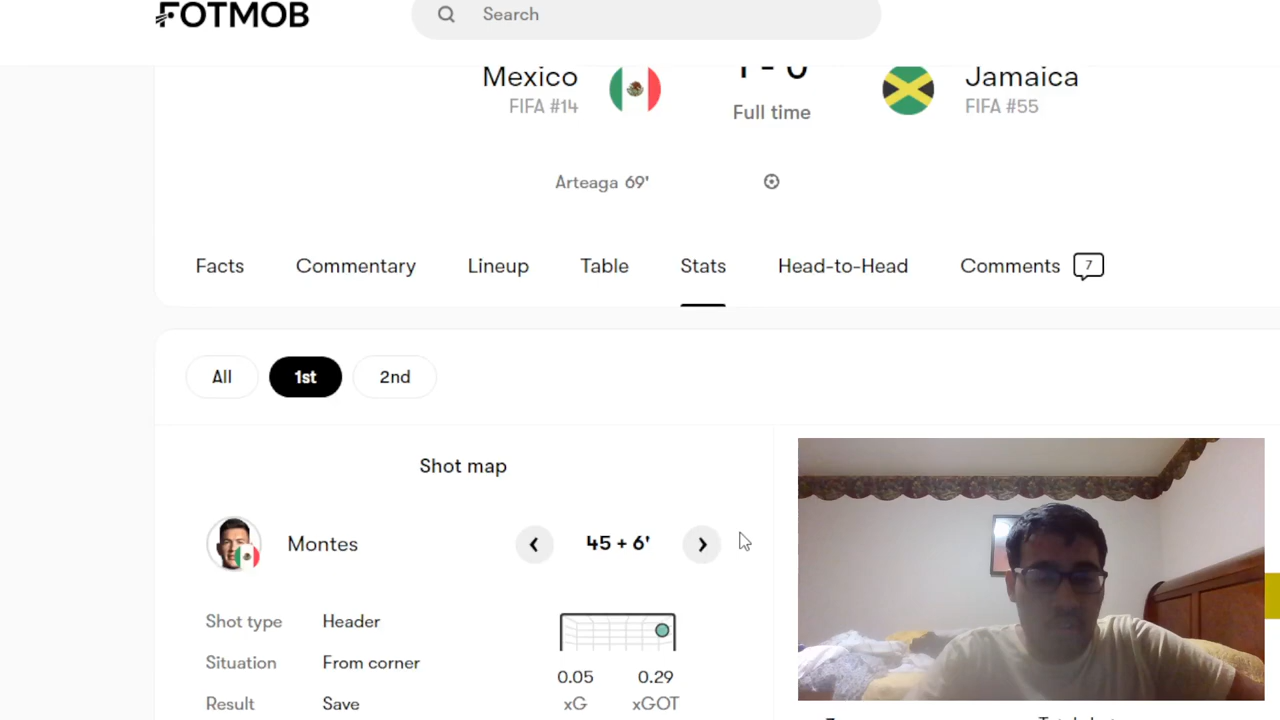 FOTMOB
Search
Mexico
FIFA #14
1 - 0
Full time
Jamaica
FIFA #55
Arteaga 69'
Facts
Commentary
Lineup
Table
Stats
Head-to-Head
Comments
7
All
1st
2nd
Shot map
Montes
45 + 6'
Shot type Header
Situation From corner
Result Save
0.05 0.29
xG xGOT